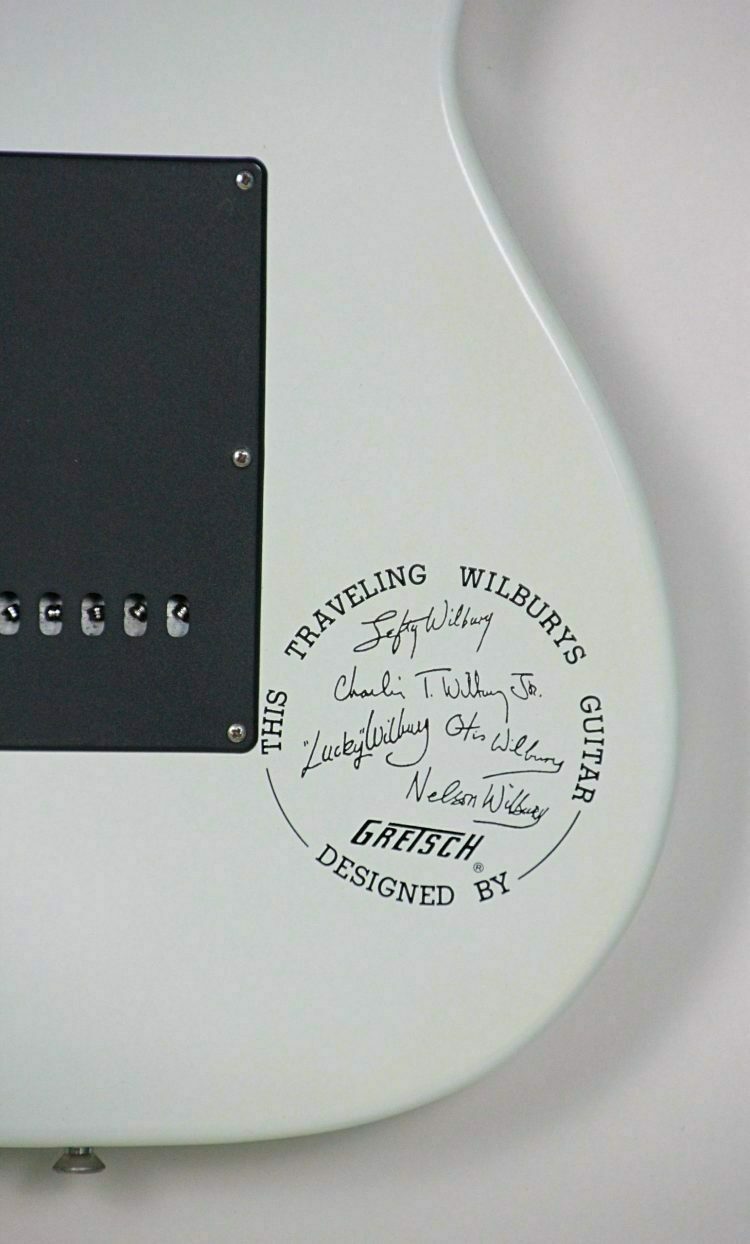 THIS TRAVELING WILBURYS GUITAR
Lefty Wilbury
Charlie T. Wilbury Jr.
"Lucky" Wilbury
Otis Wilbury
Nelson Wilbury
GRETSCH®
DESIGNED BY